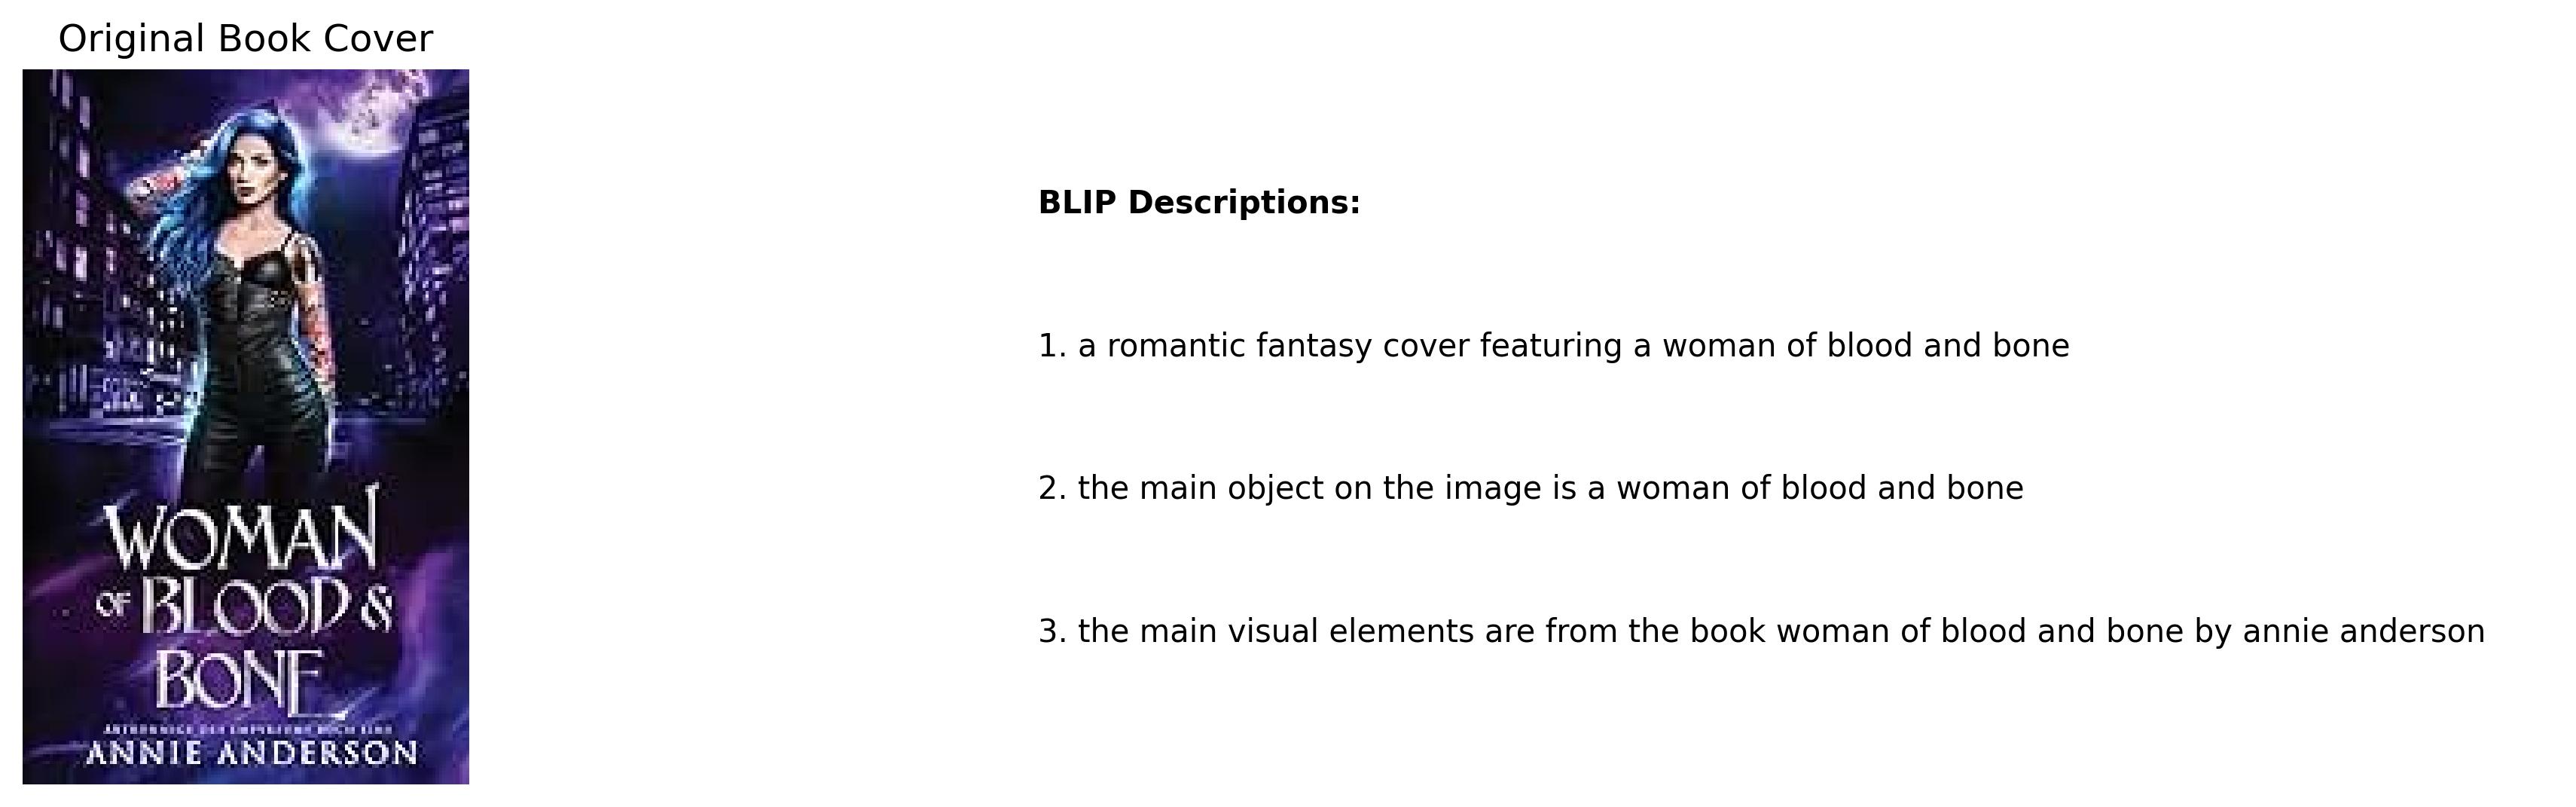 Original Book Cover
WOMAN
OF BLOOD &
BONE
ANNIE ANDERSON
BLIP Descriptions:
1. a romantic fantasy cover featuring a woman of blood and bone
2. the main object on the image is a woman of blood and bone
3. the main visual elements are from the book woman of blood and bone by annie anderson